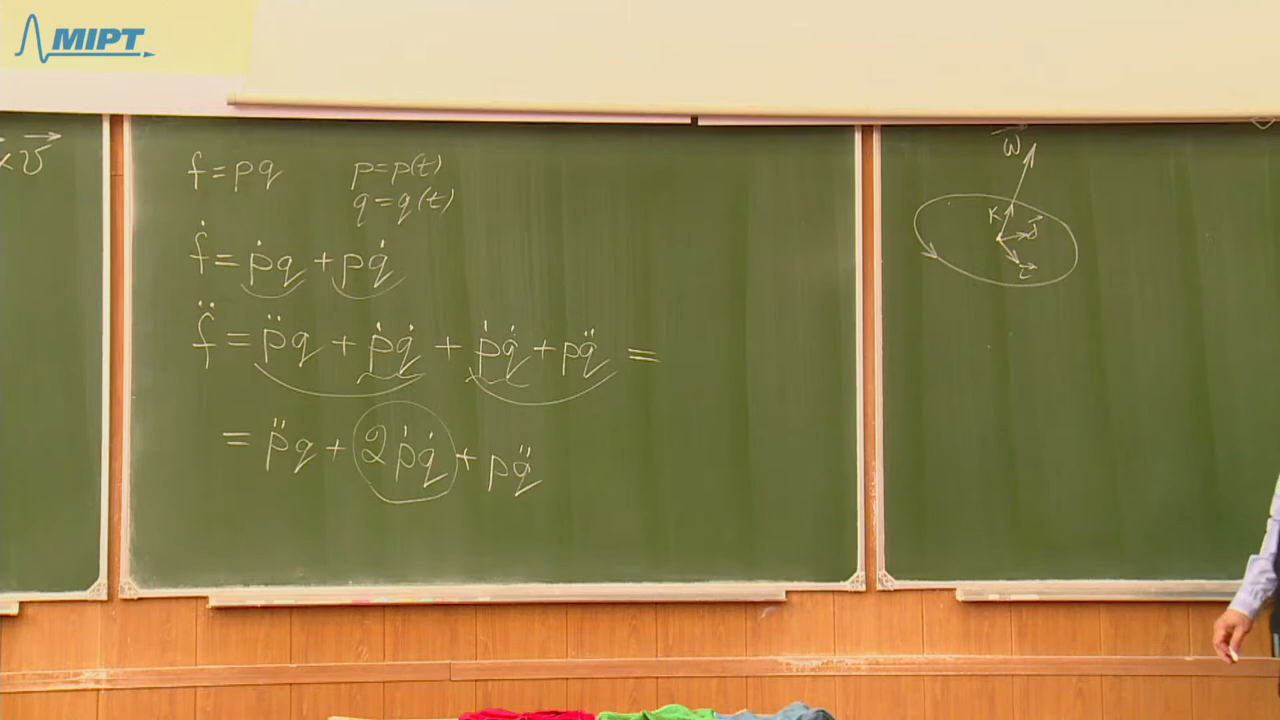 MIPT
× v⃗
f = pq
p = p(t)
q = q(t)
ḟ = ṗq + pq̇
f̈ = p̈q + ṗq̇ + ṗq̇ + pq̈ =
= p̈q + 2ṗq̇ + pq̈
ω⃗
K